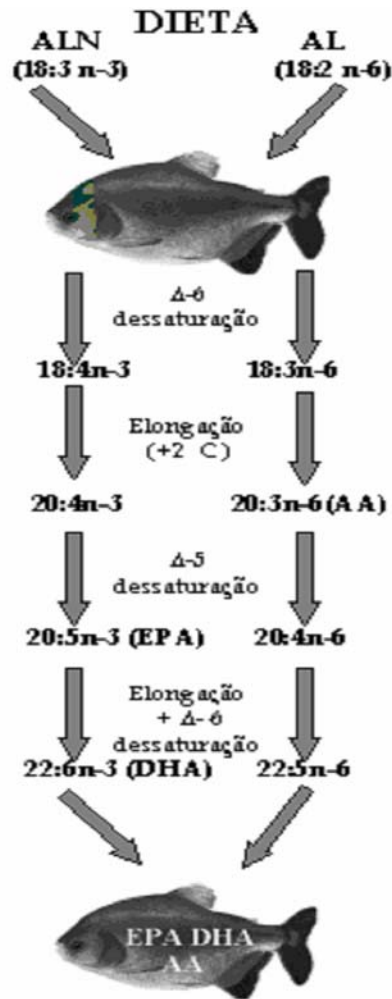 DIETA
ALN
(18:3 n-3)
AL
(18:2 n-6)
Δ-6
dessaturação
18:4n-3
18:3n-6
Elongação
(+2 C)
20:4n-3
20:3n-6 (AA)
Δ-5
dessaturação
20:5n-3 (EPA)
20:4n-6
Elongação
+ Δ-6
dessaturação
22:6n-3 (DHA)
22:5n-6
EPA DHA
AA